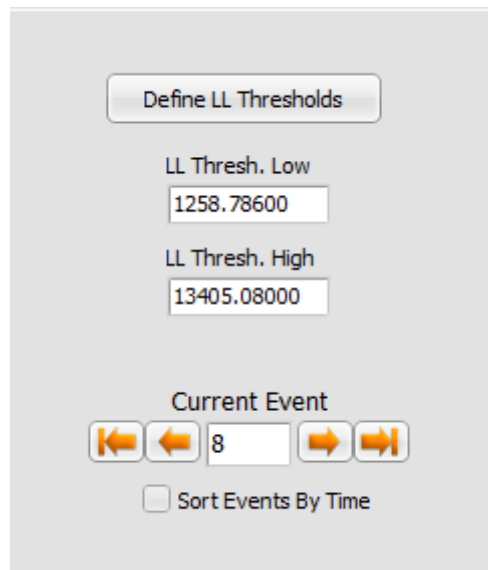 Define LL Thresholds
LL Thresh. Low
1258.78600
LL Thresh. High
13405.08000
Current Event
8
Sort Events By Time